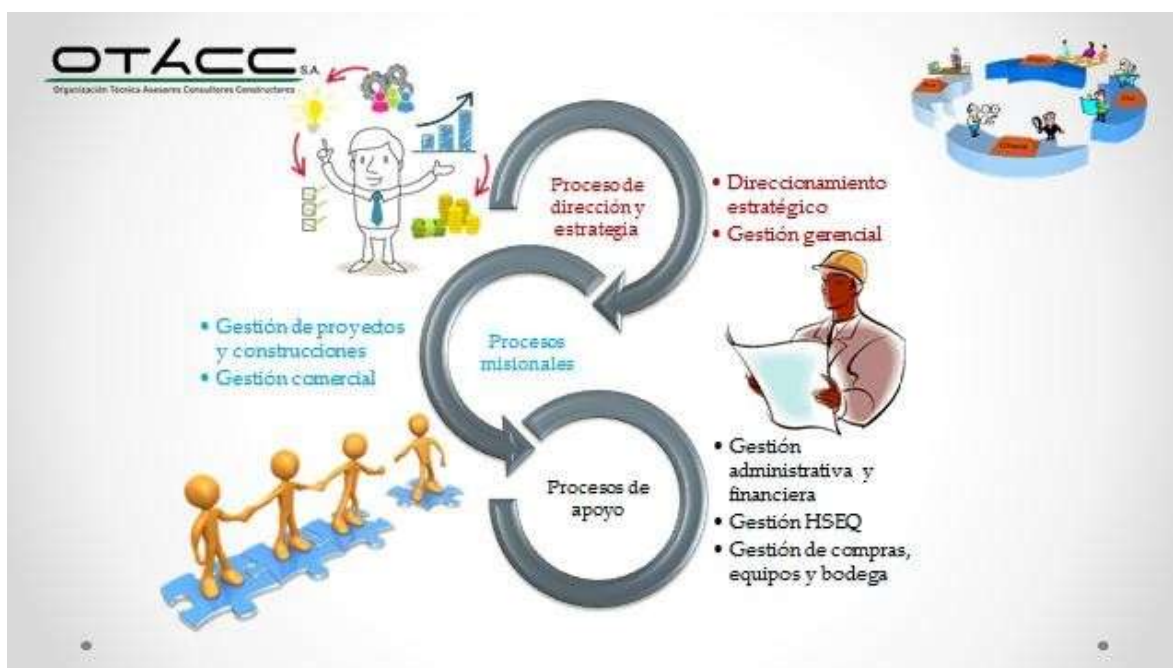 OTACC S.A.
Organización Técnica Asesores Consultores Constructores
Proceso de
dirección y
estrategia
• Direccionamiento
estratégico
• Gestión gerencial
• Gestión de proyectos
y construcciones
• Gestión comercial
Procesos
misionales
Procesos de
apoyo
• Gestión
administrativa y
financiera
• Gestión HSEQ
• Gestión de compras,
equipos y bodega